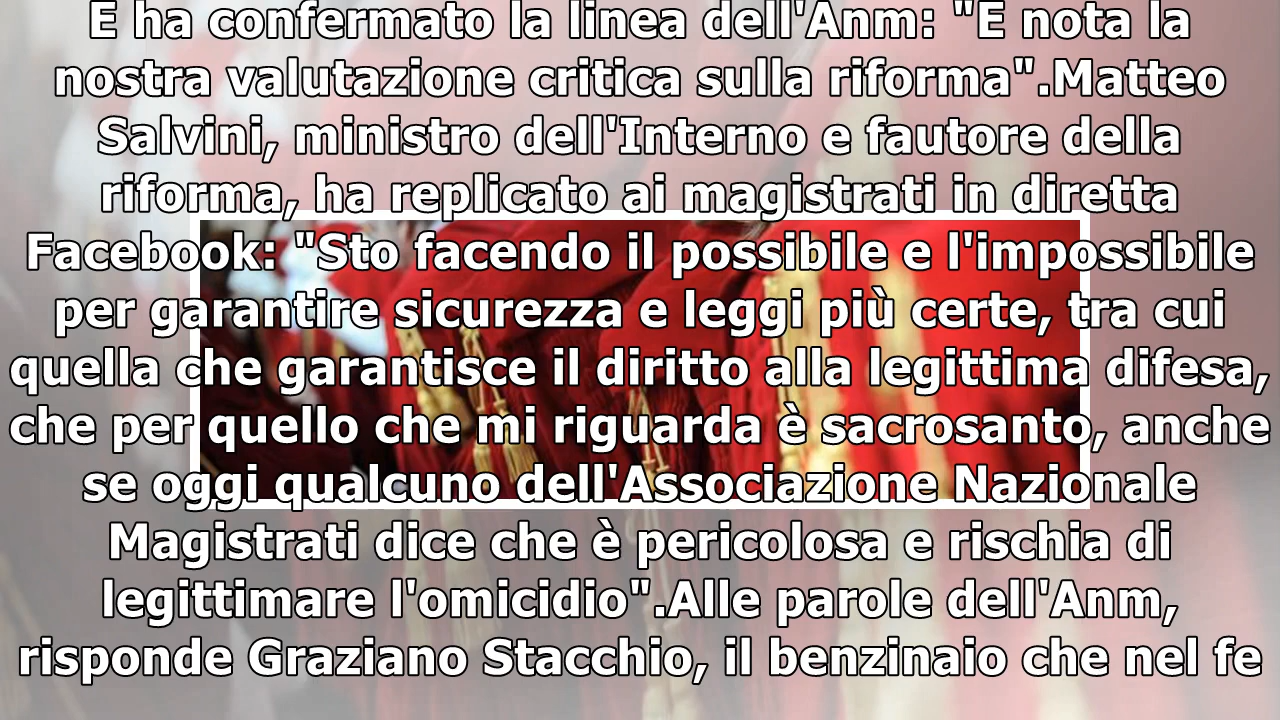 E ha confermato la linea dell'Anm: "E nota la
nostra valutazione critica sulla riforma".Matteo
Salvini, ministro dell'Interno e fautore della
riforma, ha replicato ai magistrati in diretta
Facebook: "Sto facendo il possibile e l'impossibile
per garantire sicurezza e leggi più certe, tra cui
quella che garantisce il diritto alla legittima difesa,
che per quello che mi riguarda è sacrosanto, anche
se oggi qualcuno dell'Associazione Nazionale
Magistrati dice che è pericolosa e rischia di
legittimare l'omicidio".Alle parole dell'Anm,
risponde Graziano Stacchio, il benzinaio che nel fe